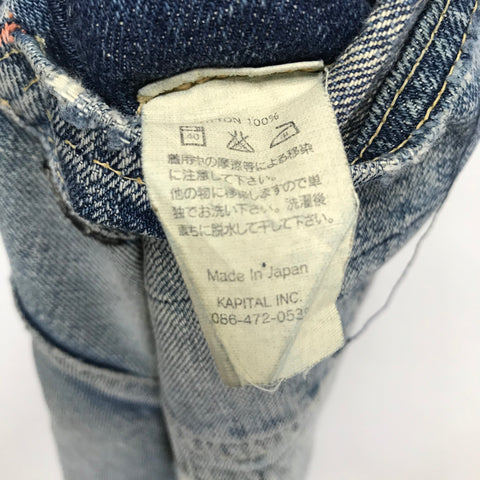 100%
40
着用中の摩擦等による移染
に注意して下さい。
他の物に移染しますので単
独でお洗い下さい。洗濯後
直ちに脱水して干して下さい。
Made In Japan
KAPITAL INC.
086-472-053